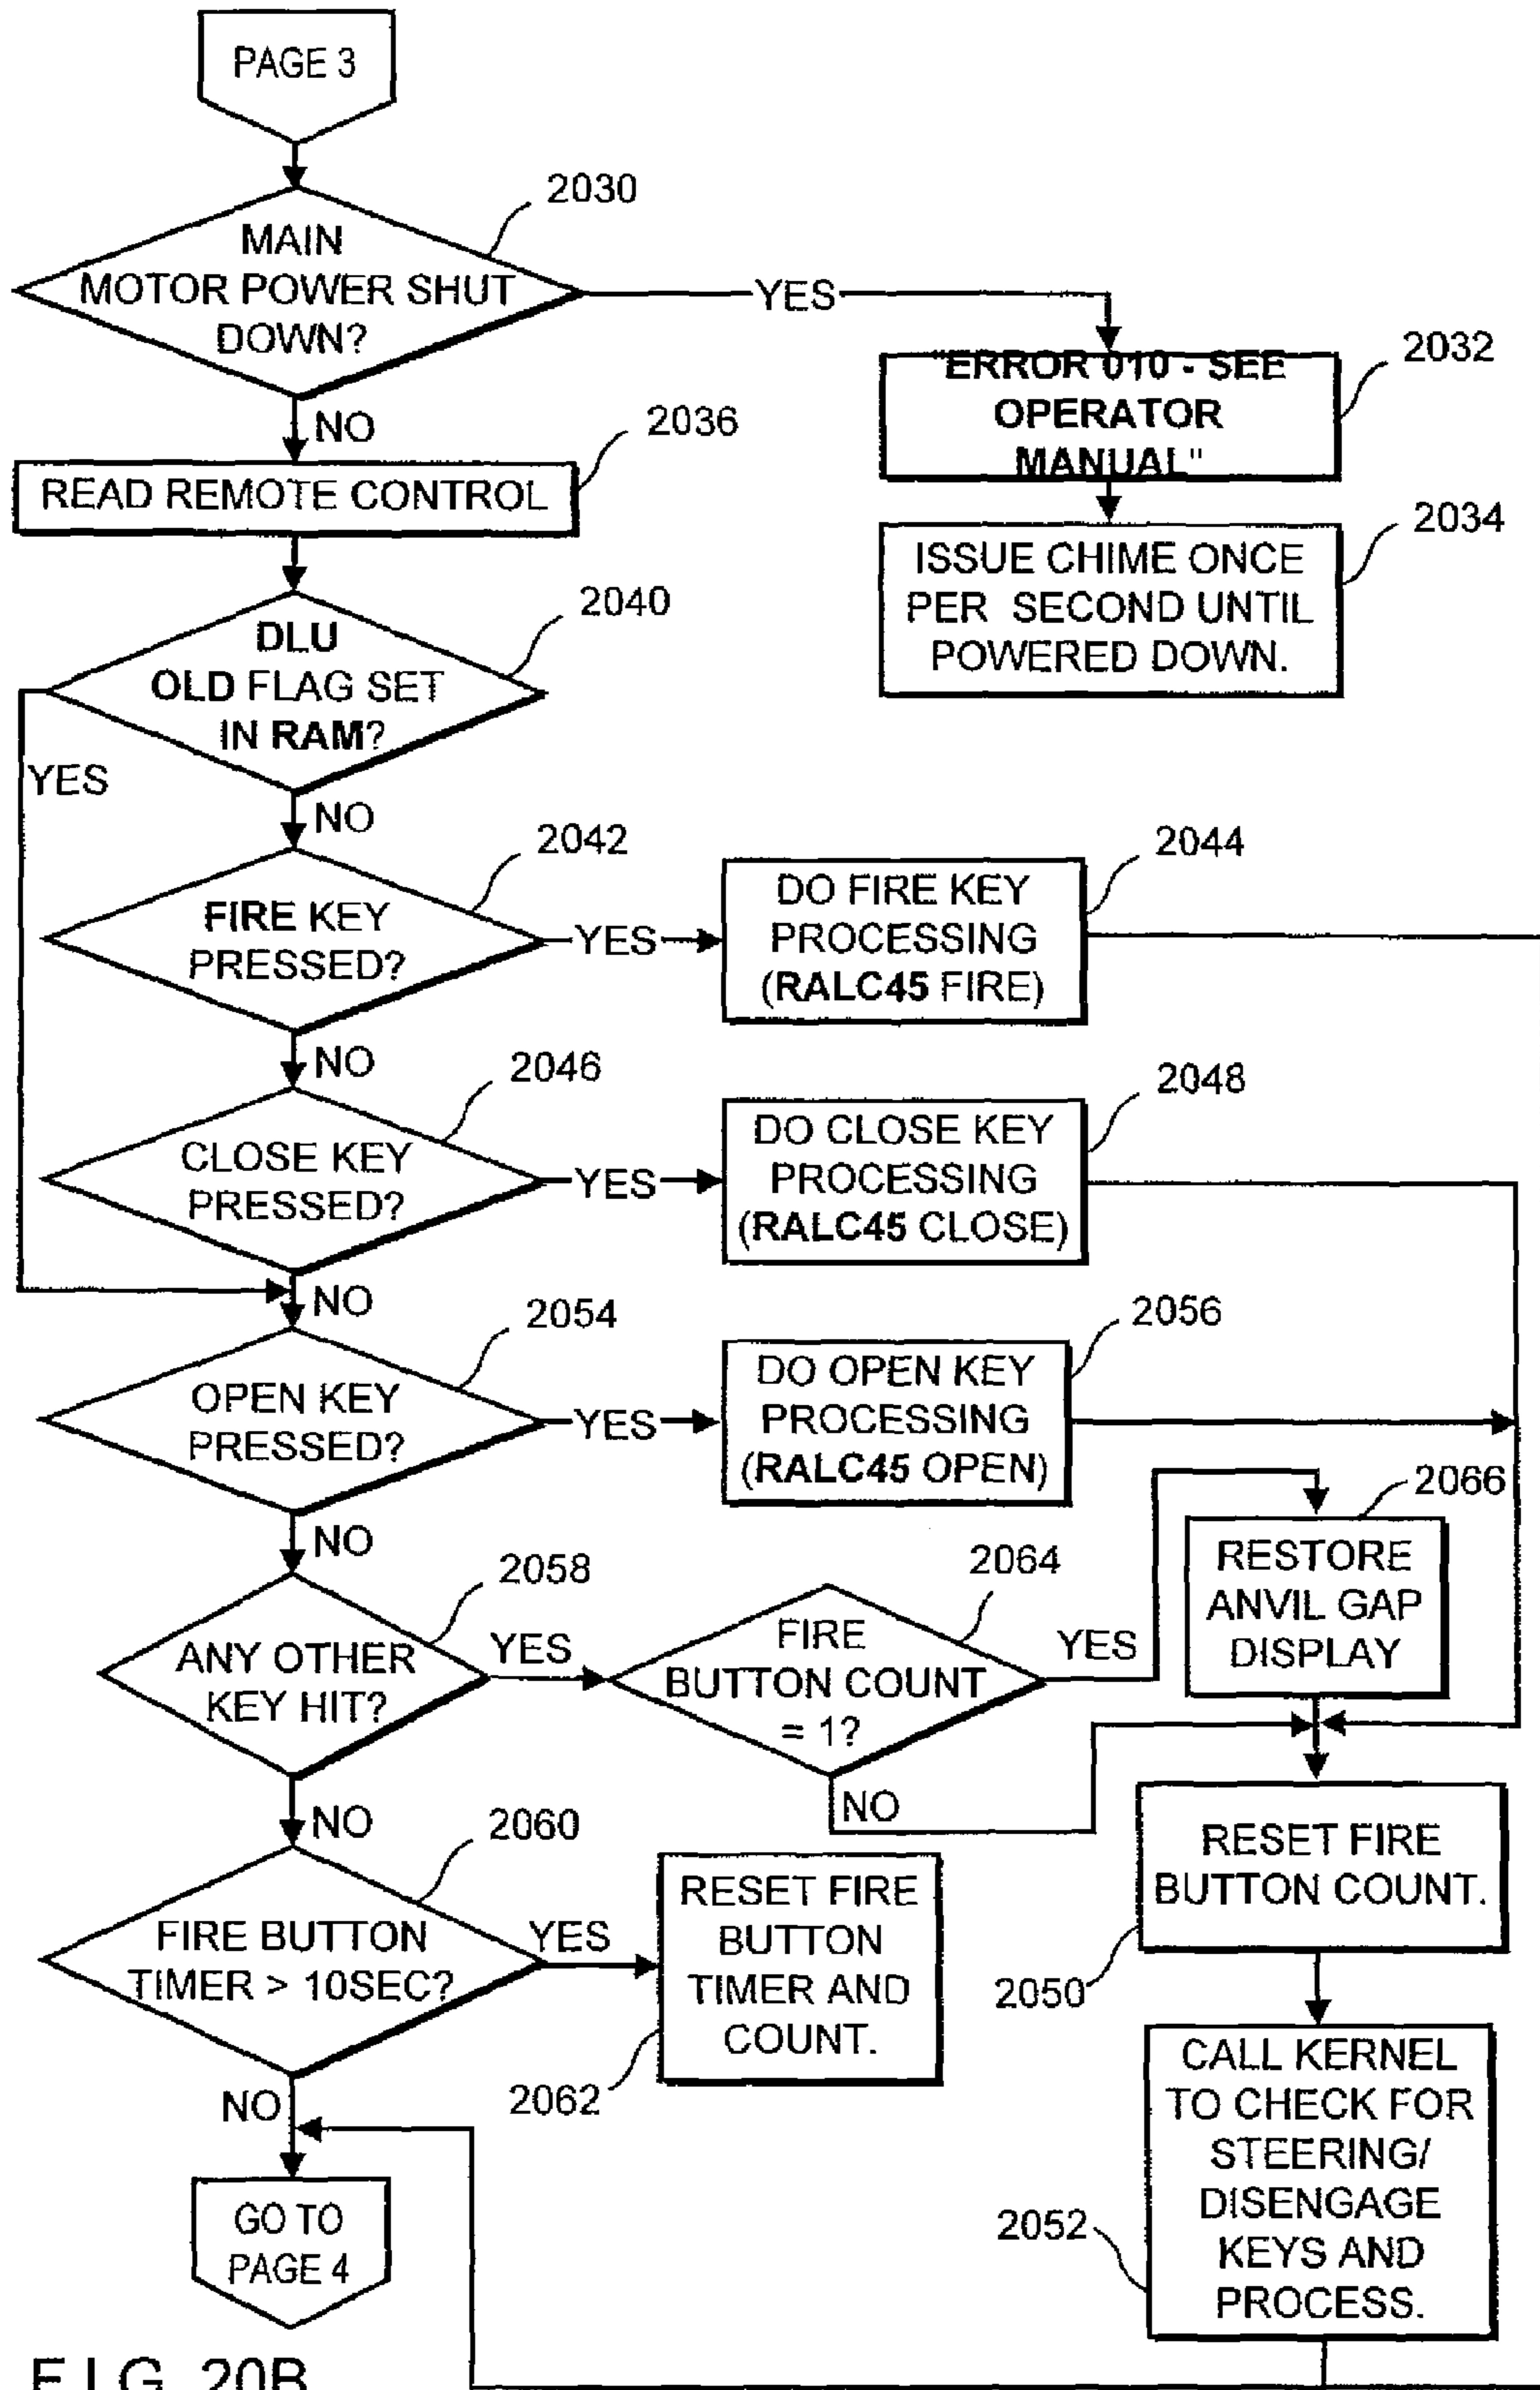 PAGE 3
2030
MAIN
MOTOR POWER SHUT
DOWN?
YES
NO
2032
"ERROR 010 - SEE
OPERATOR
MANUAL"
2036
READ REMOTE CONTROL
2034
ISSUE CHIME ONCE
PER SECOND UNTIL
POWERED DOWN.
2040
DLU
OLD FLAG SET
IN RAM?
YES
NO
2042
FIRE KEY
PRESSED?
YES
2044
DO FIRE KEY
PROCESSING
(RALC45 FIRE)
NO
2046
CLOSE KEY
PRESSED?
YES
2048
DO CLOSE KEY
PROCESSING
(RALC45 CLOSE)
NO
2054
OPEN KEY
PRESSED?
YES
2056
DO OPEN KEY
PROCESSING
(RALC45 OPEN)
NO
2058
ANY OTHER
KEY HIT?
YES
2064
FIRE
BUTTON COUNT
= 1?
YES
2066
RESTORE
ANVIL GAP
DISPLAY
NO
NO
2060
FIRE BUTTON
TIMER > 10SEC?
YES
RESET FIRE
BUTTON
TIMER AND
COUNT.
2062
RESET FIRE
BUTTON COUNT.
2050
CALL KERNEL
TO CHECK FOR
STEERING/
DISENGAGE
KEYS AND
PROCESS.
2052
NO
GO TO
PAGE 4
FIG. 20B